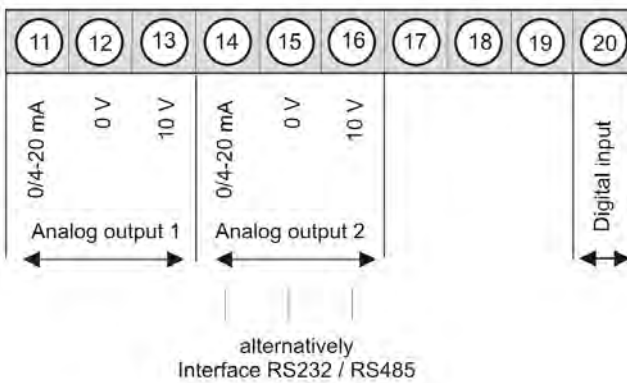 11 12 13 14 15 16 17 18 19 20
0/4-20 mA
0 V
10 V
0/4-20 mA
0 V
10 V
Digital input
Analog output 1
Analog output 2
alternatively
Interface RS232 / RS485